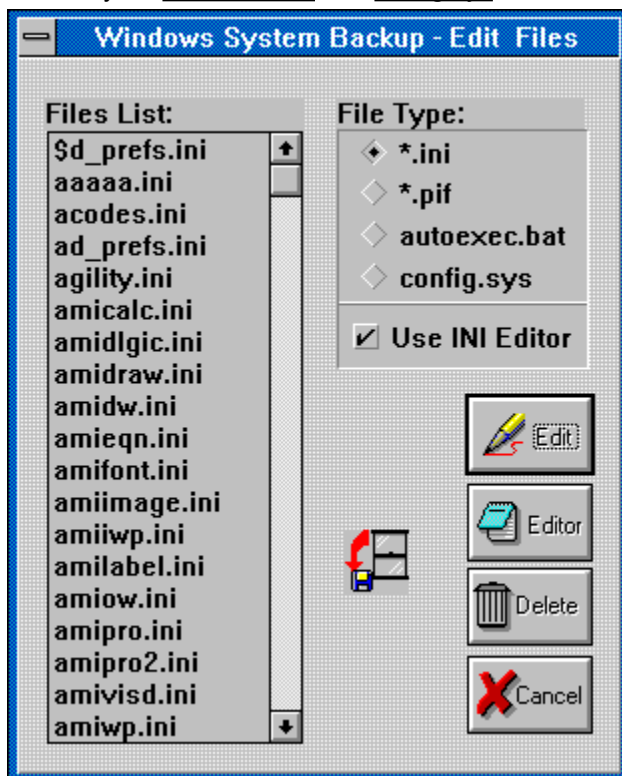 Windows System Backup - Edit Files
Files List:
$d_prefs.ini
aaaaa.ini
acodes.ini
ad_prefs.ini
agility.ini
amicalc.ini
amidlgic.ini
amidraw.ini
amidw.ini
amieqn.ini
amifont.ini
amiimage.ini
amiiwp.ini
amilabel.ini
amiow.ini
amipro.ini
amipro2.ini
amivisd.ini
amiwp.ini
File Type:
*.ini
*.pif
autoexec.bat
config.sys
Use INI Editor
Edit
Editor
Delete
Cancel